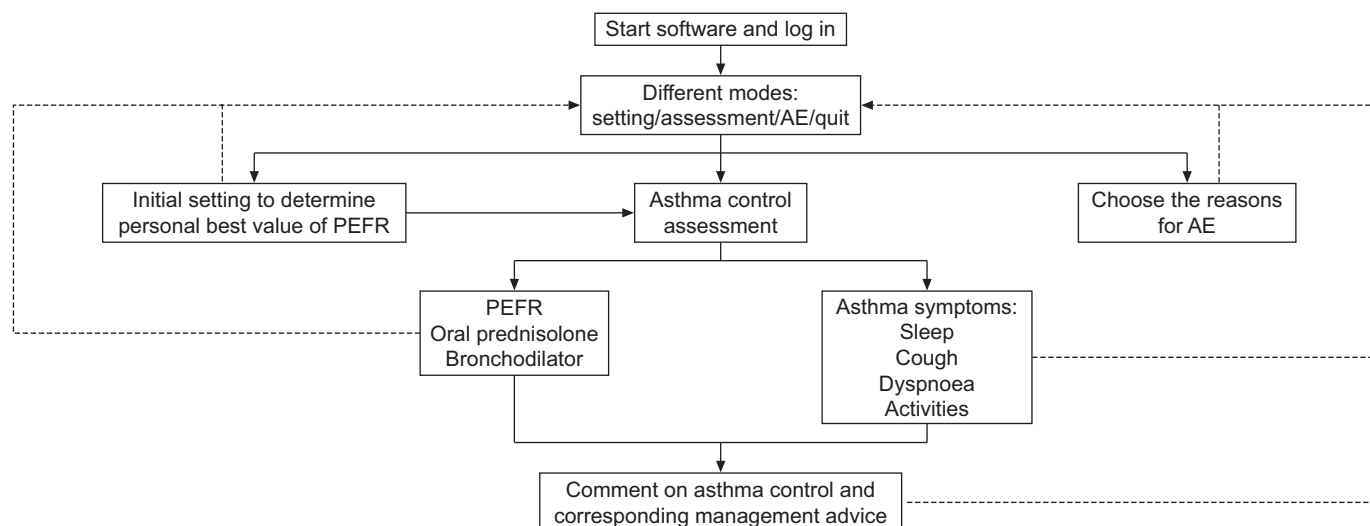 Start software and log in
Different modes:
setting/assessment/AE/quit
Initial setting to determine
personal best value of PEFR
Asthma control
assessment
Choose the reasons
for AE
PEFR
Oral prednisolone
Bronchodilator
Asthma symptoms:
Sleep
Cough
Dyspnoea
Activities
Comment on asthma control and
corresponding management advice